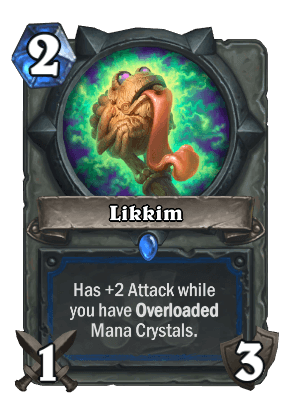 2
Likkim
Has +2 Attack while
you have Overloaded
Mana Crystals.
1
3